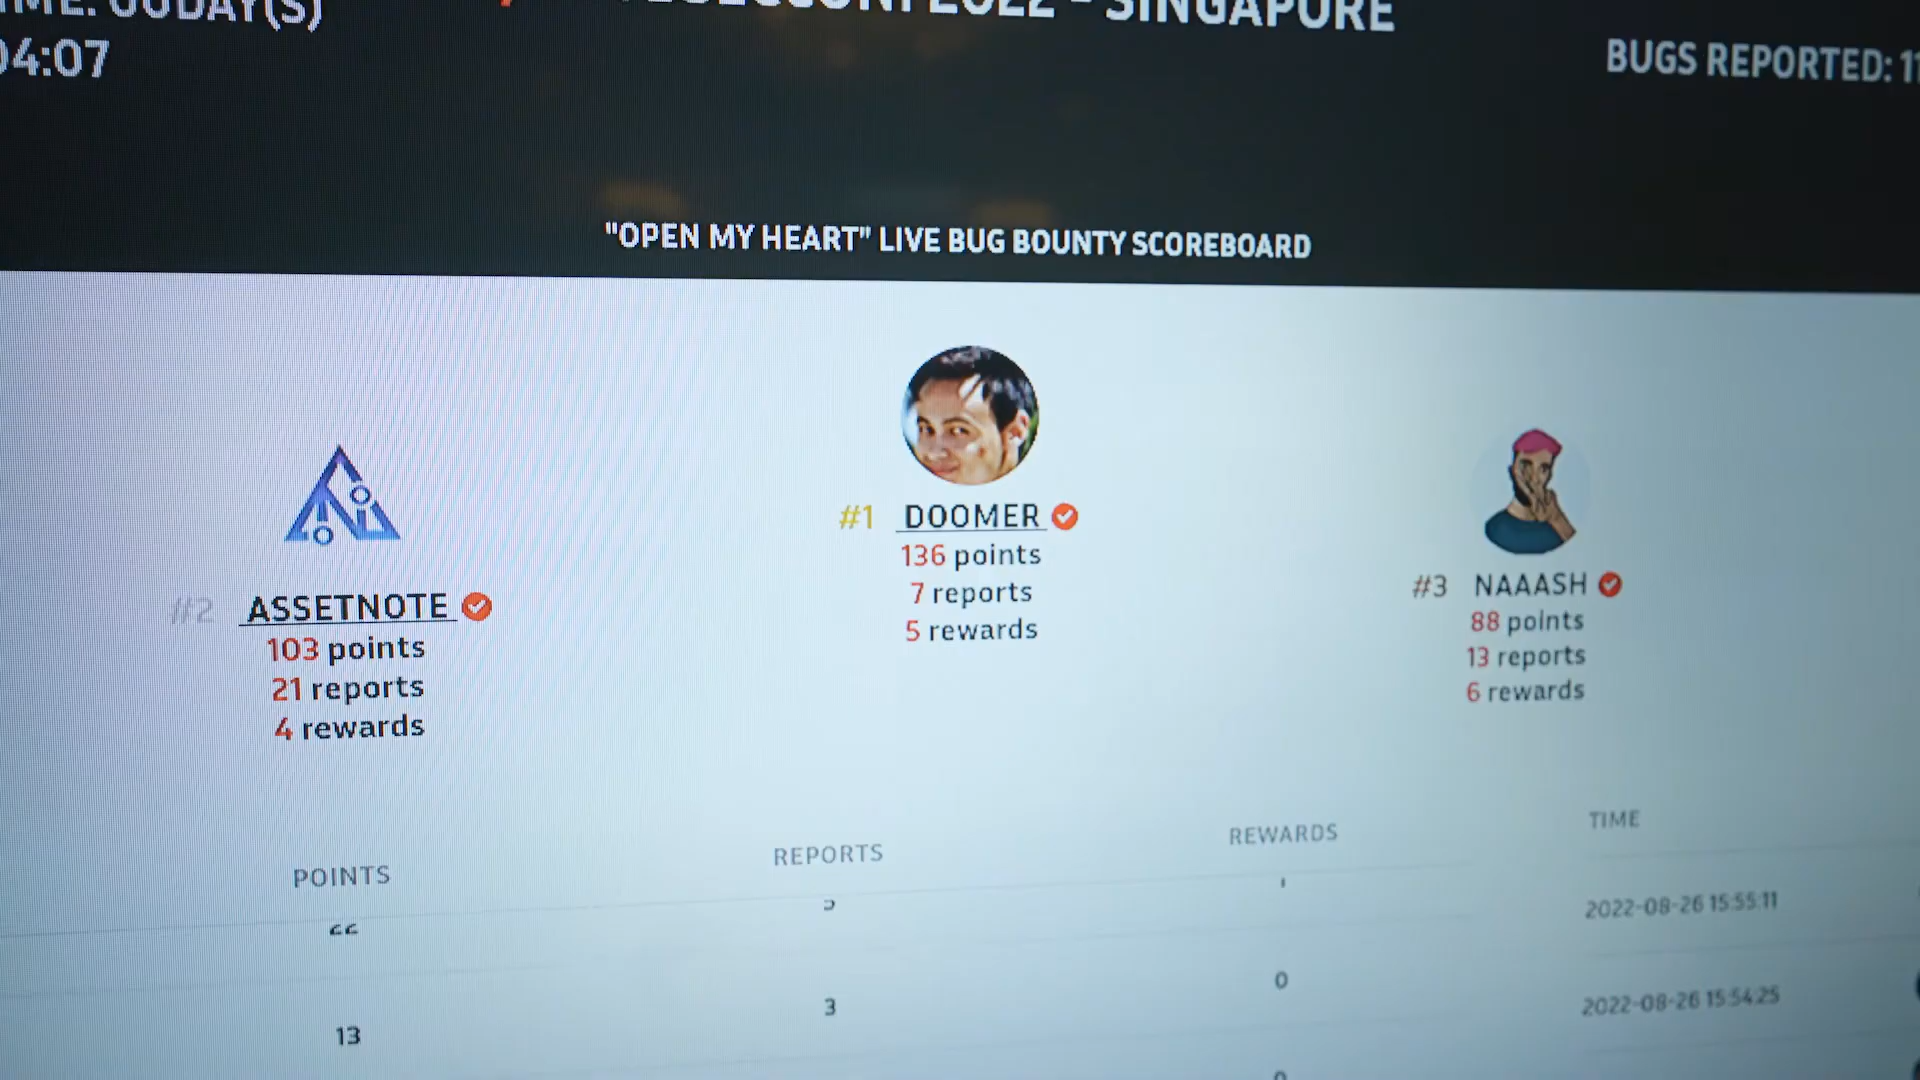 04:07
2022 - SINGAPORE
BUGS REPORTED: 11
"OPEN MY HEART" LIVE BUG BOUNTY SCOREBOARD
#1 DOOMER
136 points
7 reports
5 rewards
#2 ASSETNOTE
103 points
21 reports
4 rewards
#3 NAAASH
88 points
13 reports
6 rewards
POINTS REPORTS REWARDS TIME
2022-08-26 15:55:11
13 3 0 2022-08-26 15:54:25